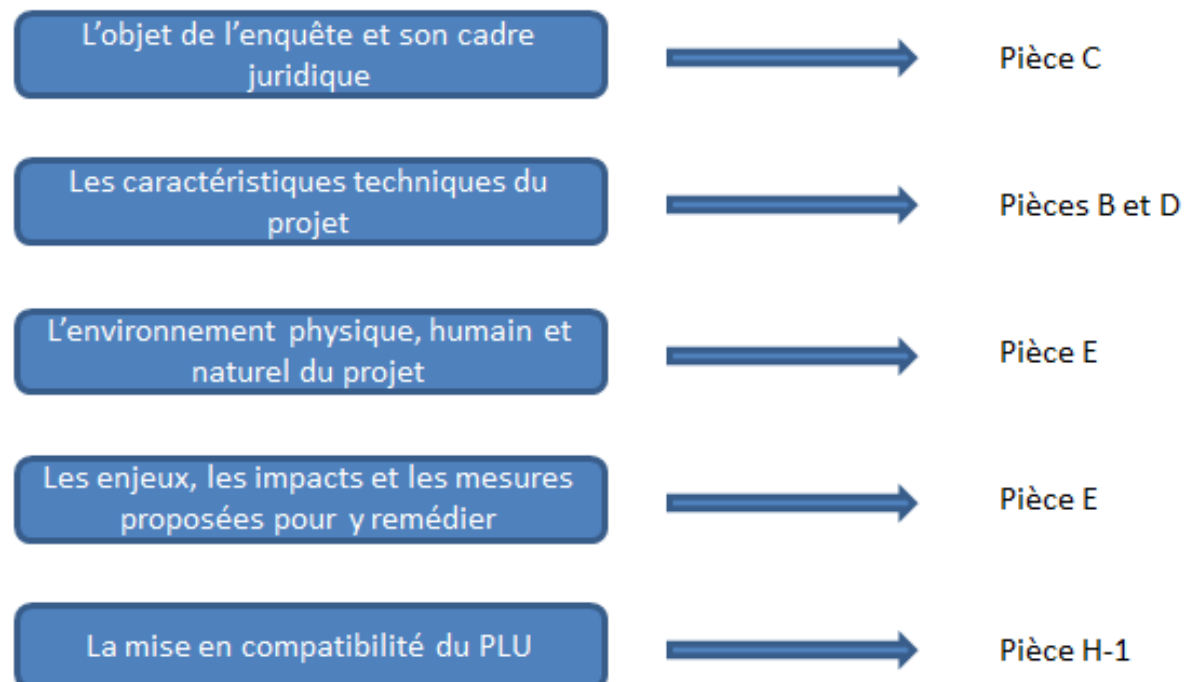 L’objet de l’enquête et son cadre
juridique
Pièce C
Les caractéristiques techniques du
projet
Pièces B et D
L’environnement physique, humain et
naturel du projet
Pièce E
Les enjeux, les impacts et les mesures
proposées pour y remédier
Pièce E
La mise en compatibilité du PLU
Pièce H-1